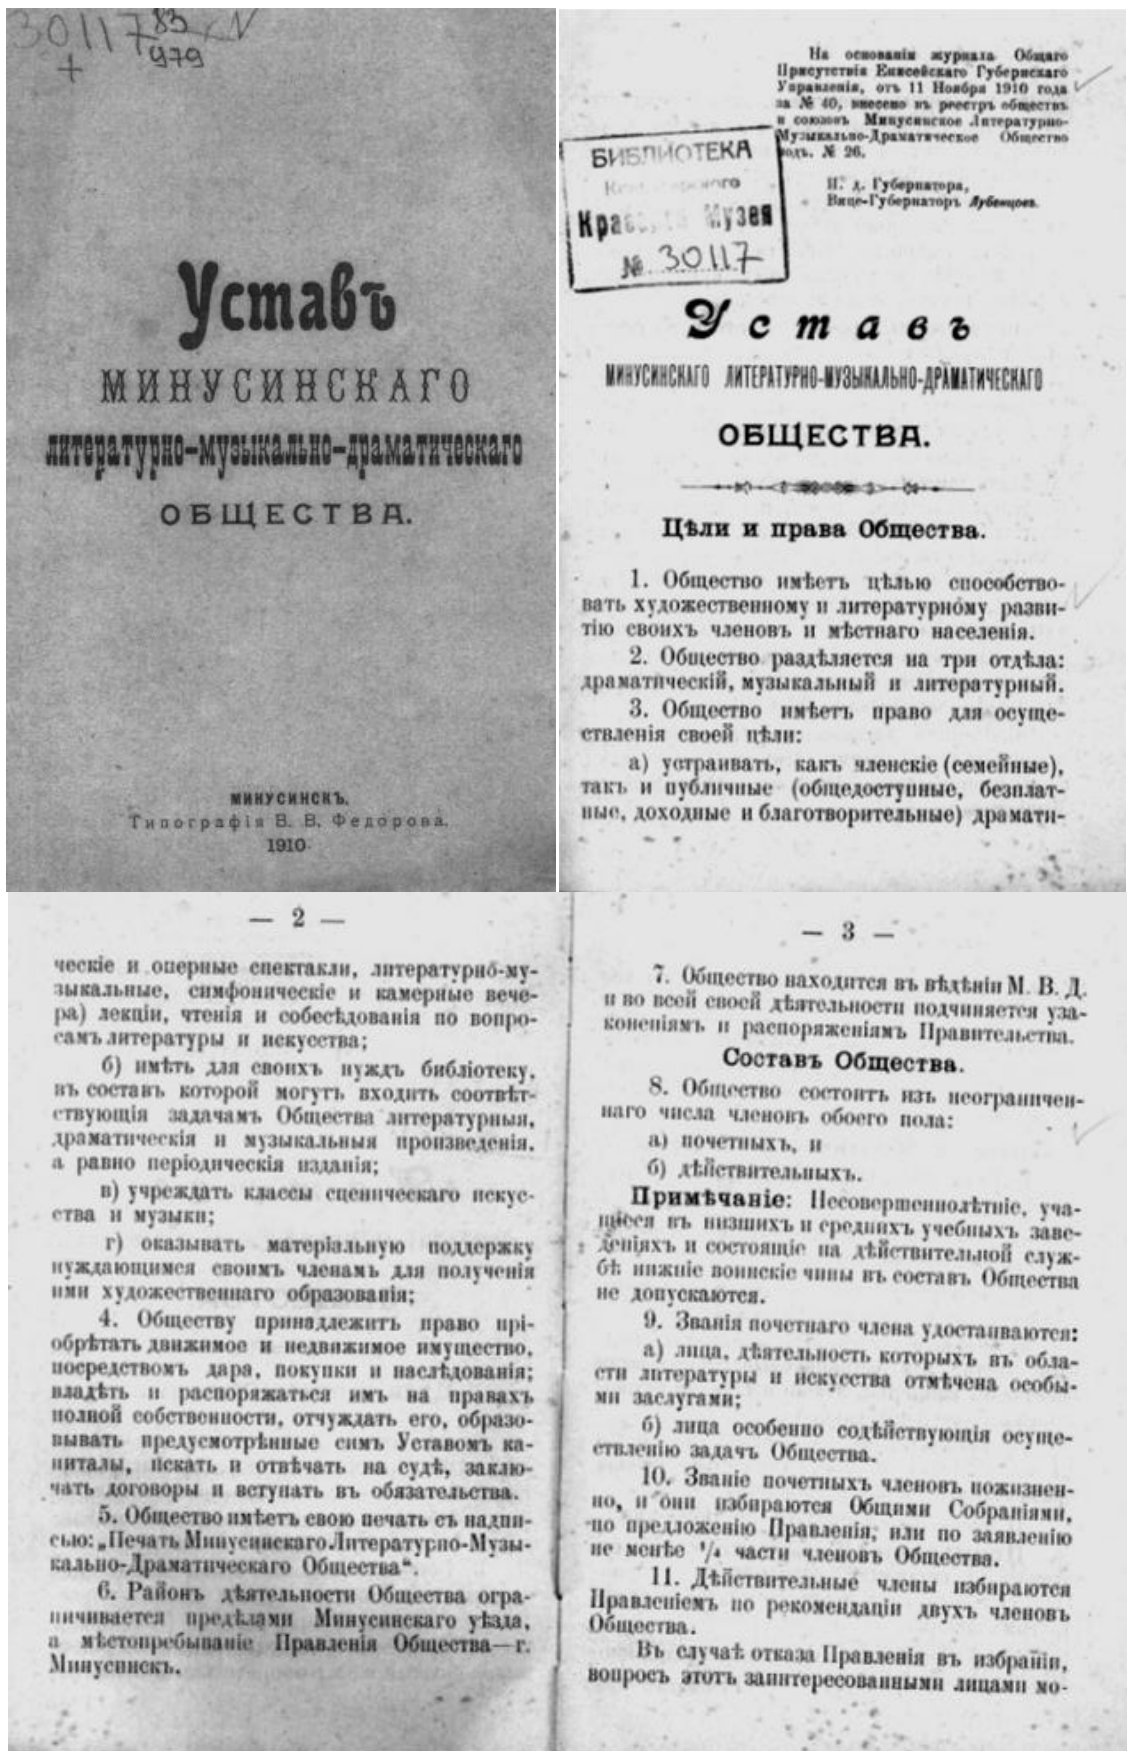 30117 83
979
Уставъ
МИНУСИНСКАГО
литературно-музыкально-драматическаго
ОБЩЕСТВА.
МИНУСИНСКЪ.
Типографія В. В. Федорова.
1910
На основаніи журнала Общаго
Присутствія Енисейскаго Губернскаго
Управленія, отъ 11 Ноября 1910 года
за № 40, внесено въ реестръ обществъ
и союзовъ Минусинское Литературно-
Музыкально-Драматическое Общество
подъ. № 26.
И. д. Губернатора,
Вице-Губернаторъ
БИБЛИОТЕКА
Музея
№ 30117
Уставъ
МИНУСИНСКАГО ЛИТЕРАТУРНО-МУЗЫКАЛЬНО-ДРАМАТИЧЕСКАГО
ОБЩЕСТВА.
Цѣли и права Общества.
1. Общество имѣетъ цѣлью способство-
вать художественному и литературному разви-
тію своихъ членовъ и мѣстнаго населенія.
2. Общество раздѣляется на три отдѣла:
драматическій, музыкальный и литературный.
3. Общество имѣетъ право для осуще-
ствленія своей цѣли:
а) устраивать, какъ членскіе (семейные),
такъ и публичные (общедоступные, безплат-
ные, доходные и благотворительные) драмати-
— 2 —
ческіе и оперные спектакли, литературно-му-
зыкальные, симфоническіе и камерные вече-
ра) лекціи, чтенія и собесѣдованія по вопро-
самъ литературы и искусства;
б) имѣть для своихъ нуждъ библіотеку,
въ составъ которой могутъ входить соотвѣт-
ствующія задачамъ Общества литературныя,
драматическія и музыкальныя произведенія,
а равно періодическія изданія;
в) учреждать классы сценическаго искус-
ства и музыки;
г) оказывать матеріальную поддержку
нуждающимся своимъ членамъ для полученія
ими художественнаго образованія;
4. Обществу принадлежитъ право прі-
обрѣтать движимое и недвижимое имущество,
посредствомъ дара, покупки и наслѣдованія;
владѣть и распоряжаться имъ на правахъ
полной собственности, отчуждать его, образо-
вывать предусмотрѣнные симъ Уставомъ ка-
питалы, искать и отвѣчать на судѣ, заклю-
чать договоры и вступать въ обязательства.
5. Общество имѣетъ свою печать съ надпи-
сью: „Печать Минусинскаго Литературно-Музы-
кально-Драматическаго Общества“.
6. Районъ дѣятельности Общества огра-
ничивается предѣлами Минусинскаго уѣзда,
а мѣстопребываніе Правленія Общества—г.
Минусинскъ.
— 3 —
7. Общество находится въ вѣдѣніи М. В. Д.
и во всей своей дѣятельности подчиняется уза-
коненіямъ и распоряженіямъ Правительства.
Составъ Общества.
8. Общество состоитъ изъ неограничен-
наго числа членовъ обоего пола:
а) почетныхъ, и
б) дѣйствительныхъ.
Примѣчаніе: Несовершеннолѣтніе, уча-
щіеся въ низшихъ и среднихъ учебныхъ заве-
деніяхъ и состоящіе на дѣйствительной служ-
бѣ нижніе воинскіе чины въ составъ Общества
не допускаются.
9. Званія почетнаго члена удостаиваются:
а) лица, дѣятельность которыхъ въ обла-
сти литературы и искусства отмѣчена особы-
ми заслугами;
б) лица особенно содѣйствующія осуще-
ствленію задачъ Общества.
10. Званіе почетныхъ членовъ пожизнен-
но, и они избираются Общими Собраніями,
по предложенію Правленія, или по заявленію
не менѣе ¼ части членовъ Общества.
11. Дѣйствительные члены избираются
Правленіемъ по рекомендаціи двухъ членовъ
Общества.
Въ случаѣ отказа Правленія въ избраніи,
вопросъ этотъ заинтересованными лицами мо-